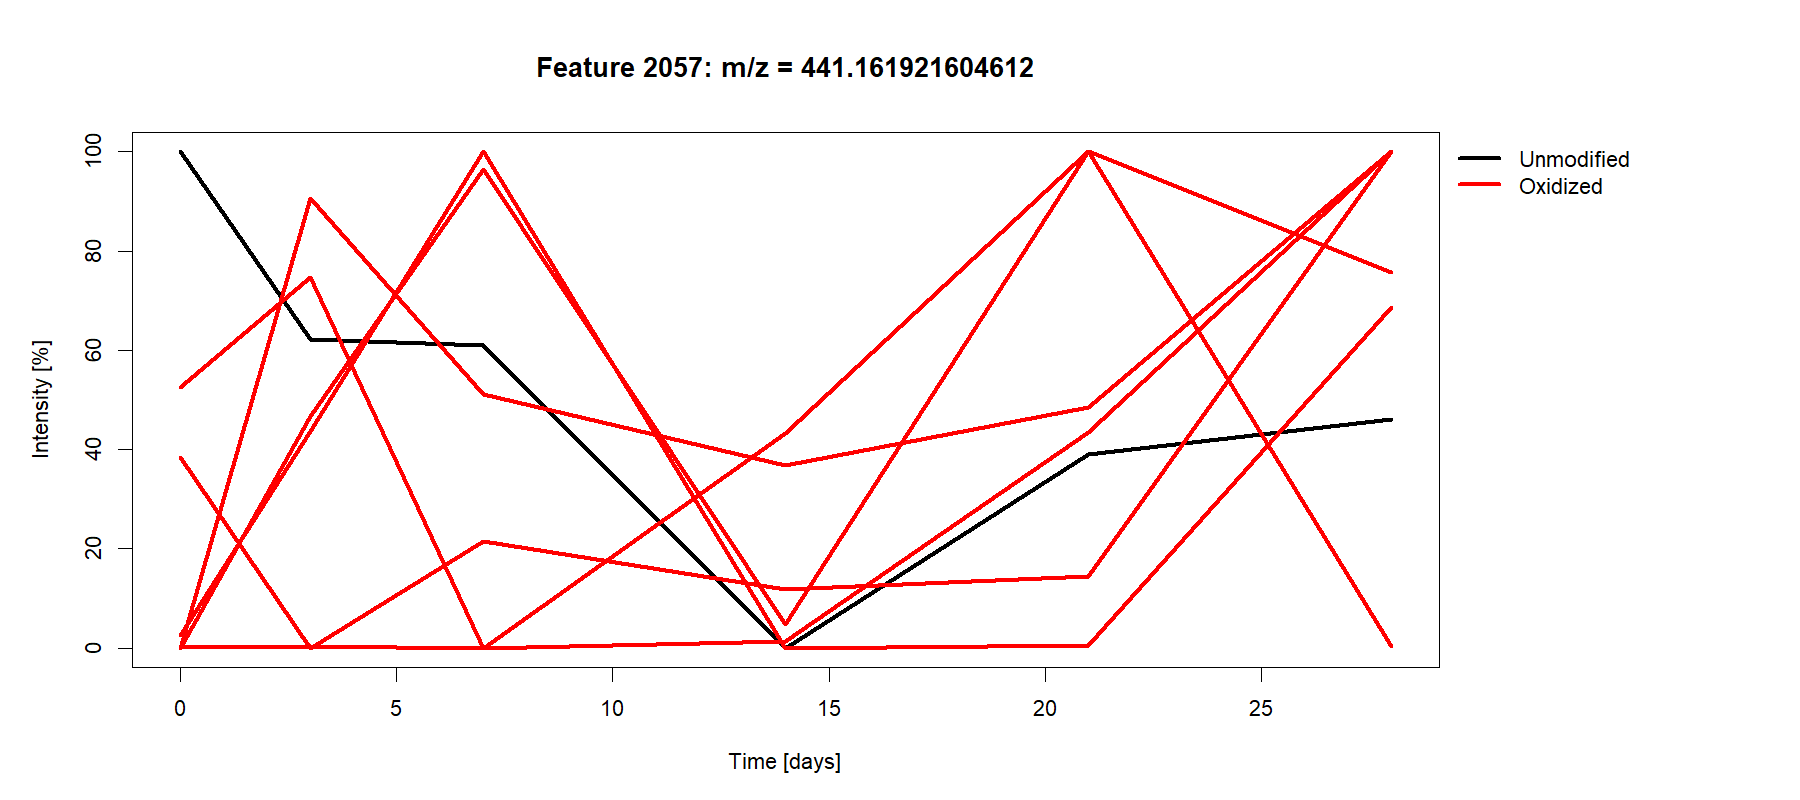 Feature 2057: m/z = 441.161921604612
Unmodified
Oxidized
Intensity [%]
100
80
60
40
20
0
0 5 10 15 20 25
Time [days]